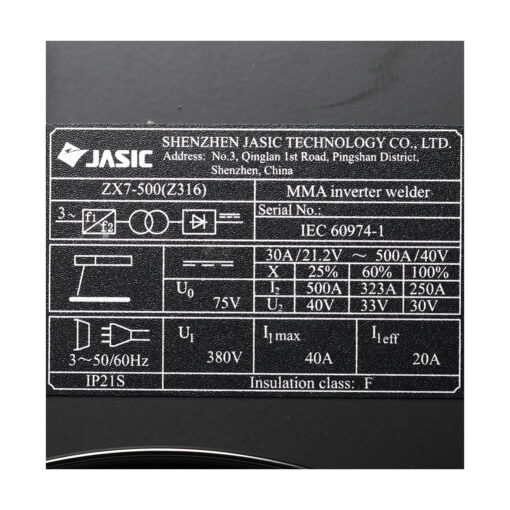 JASIC
SHENZHEN JASIC TECHNOLOGY CO., LTD.
Address: No.3, Qinglan 1st Road, Pingshan District,
Shenzhen, China
ZX7-500(Z316) MMA inverter welder
3~ f1 f2
Serial No.:
IEC 60974-1
30A/21.2V ~ 500A/40V
X 25% 60% 100%
U0 75V
I2 500A 323A 250A
U2 40V 33V 30V
3~50/60Hz
U1 380V
I1max 40A
I1eff 20A
IP21S Insulation class: F